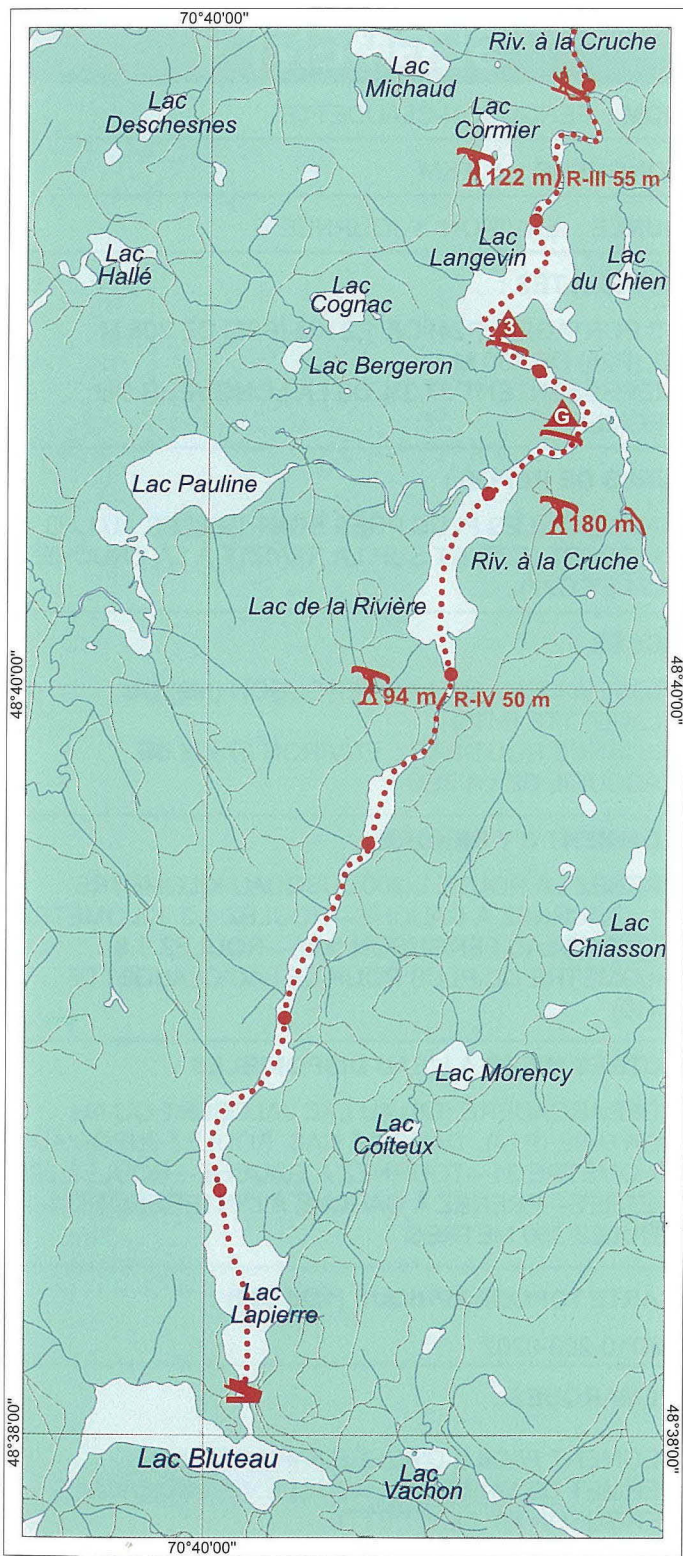 70°40'00"
Riv. à la Cruche
Lac
Michaud
Lac
Deschesnes
Lac
Cormier
122 m
R-III 55 m
Lac
Langevin
Lac
du Chien
Lac
Hallé
Lac
Cognac
3
Lac Bergeron
G
Lac Pauline
180 m
Riv. à la Cruche
Lac de la Rivière
48°40'00"
48°40'00"
94 m
R-IV 50 m
Lac
Chiasson
Lac Morency
Lac
Coiteux
Lac
Lapierre
48°38'00"
48°38'00"
Lac Bluteau
Lac
Vachon
70°40'00"